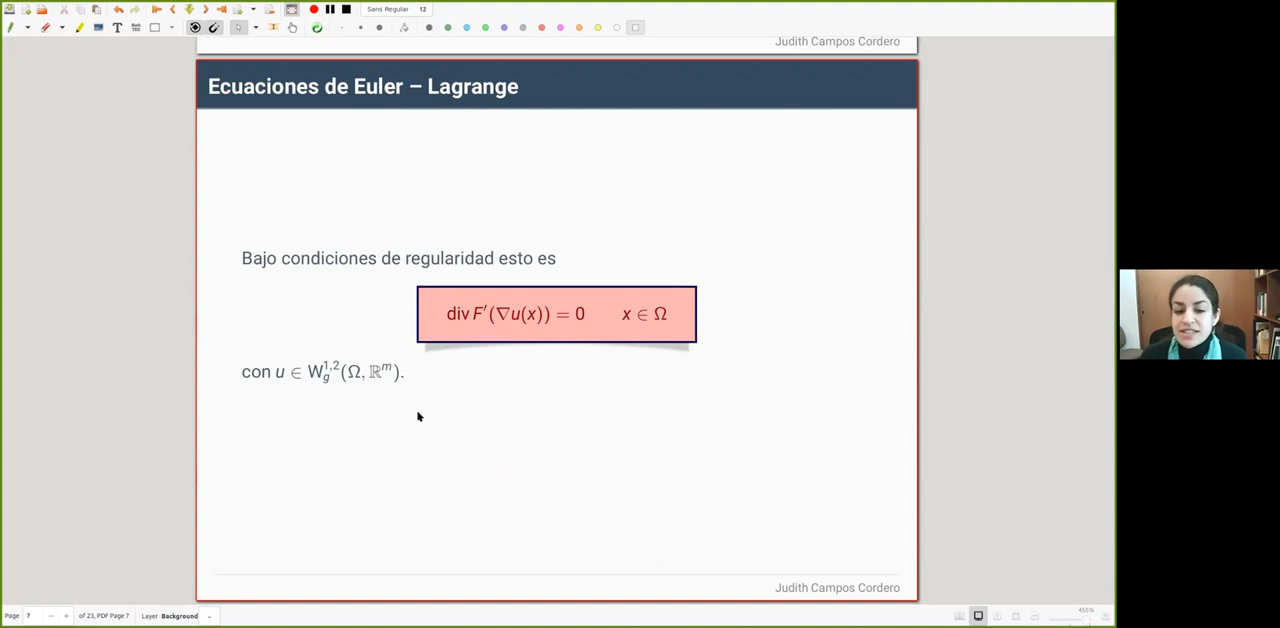 Sans Regular 12
Judith Campos Cordero
Ecuaciones de Euler – Lagrange
Bajo condiciones de regularidad esto es
div F′(∇u(x)) = 0 x ∈ Ω
con u ∈ W_g^{1,2}(Ω, ℝ^m).
Judith Campos Cordero
Page 7 of 23, PDF Page 7 Layer Background 455%